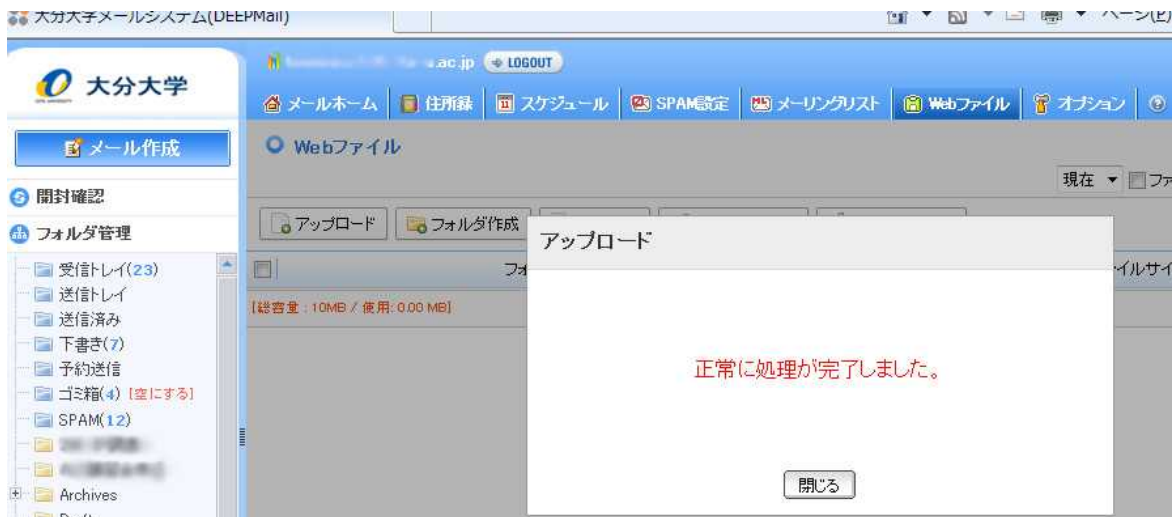 大分大学メールシステム(DEEPMail)
ページ(P)
.ac.jp LOGOUT
大分大学
メールホーム 住所録 スケジュール SPAM設定 メーリングリスト Webファイル オプション
メール作成
Webファイル
現在
開封確認
フォルダ管理
アップロード フォルダ作成
アップロード
受信トレイ(23)
送信トレイ
送信済み
下書き(7)
予約送信
ゴミ箱(4) [空にする]
SPAM(12)
Archives
[総容量 : 10MB / 使用: 0.00 MB]
正常に処理が完了しました。
閉じる